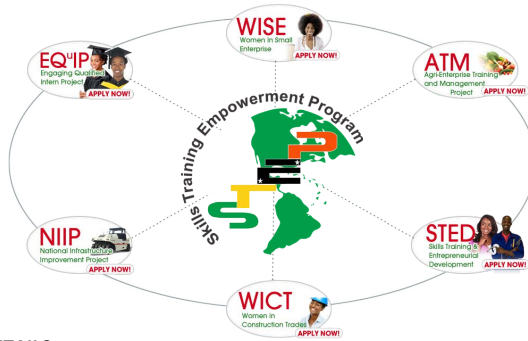 WISE
Women in Small
Enterprise
APPLY NOW!
EQuIP
Engaging Qualified
Intern Project
APPLY NOW!
ATM
Agri-Enterprise Training
and Management
Project
APPLY NOW!
Skills Training Empowerment Program
STEP
NIIP
National Infrastructure
Improvement Project
APPLY NOW!
STED
Skills Training &
Entrepreneurial
Development
APPLY NOW!
WICT
Women in
Construction Trades
APPLY NOW!